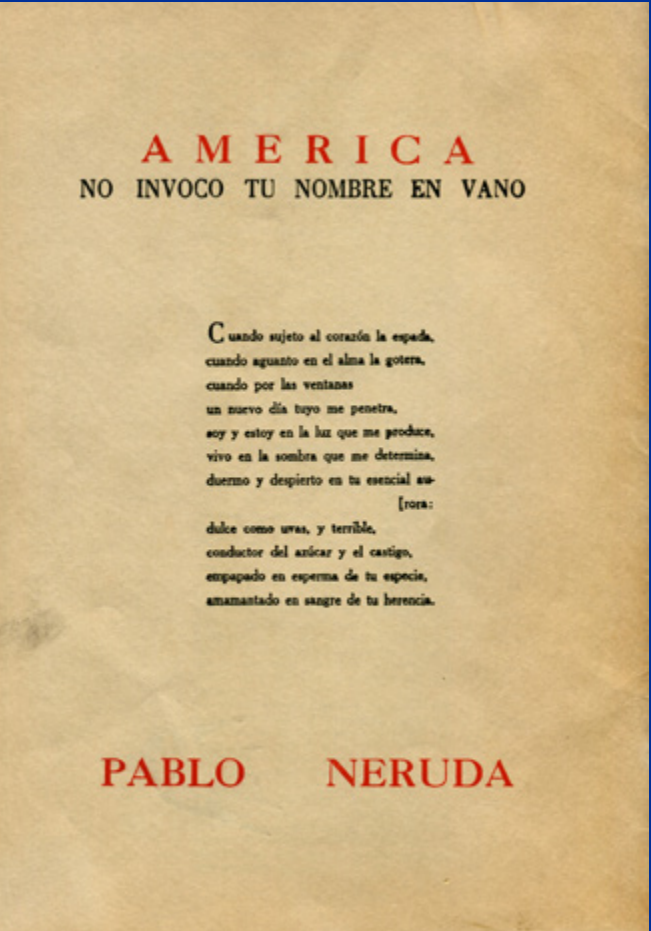 AMERICA
NO INVOCO TU NOMBRE EN VANO
Cuando sujeto al corazón la espada,
cuando aguanto en el alma la gotera,
cuando por las ventanas
un nuevo día tuyo me penetra,
soy y estoy en la luz que me produce,
vivo en la sombra que me determina,
duermo y despierto en tu esencial au-
[rora:
dulce como uvas, y terrible,
conductor del azúcar y el castigo,
empapado en esperma de tu especie,
amamantado en sangre de tu herencia.
PABLO NERUDA